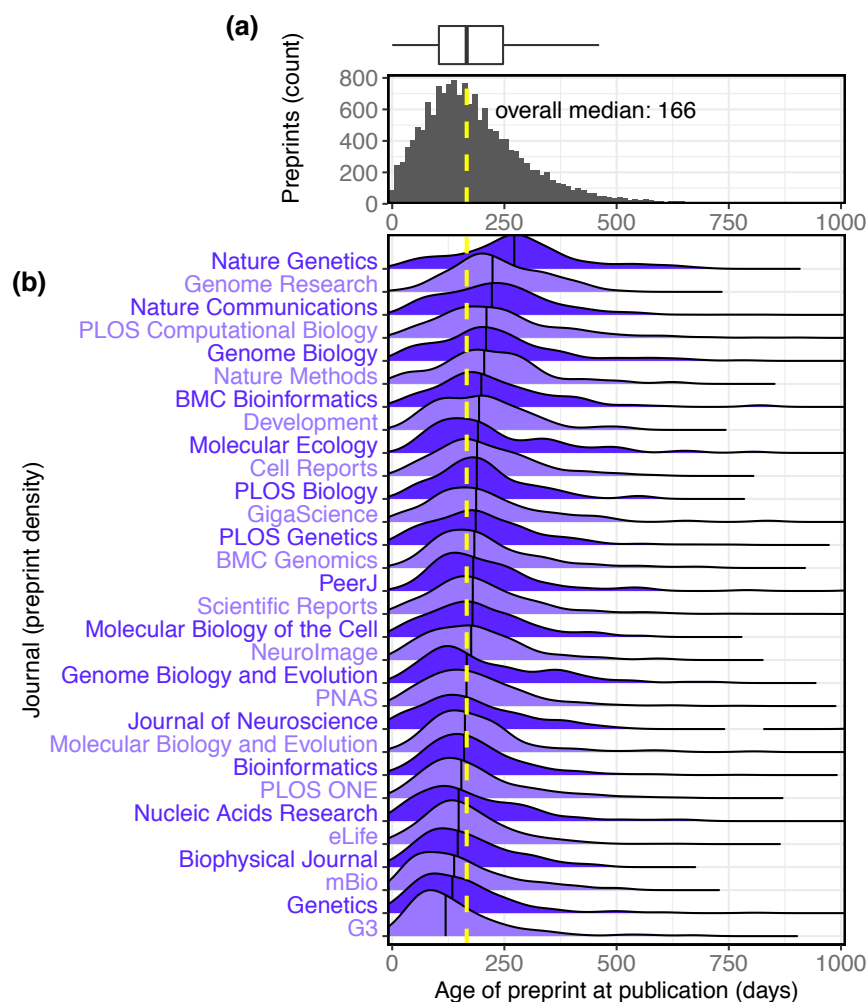 (a)
Preprints (count)
800
600
400
200
0
overall median: 166
0 250 500 750 1000
(b)
Journal (preprint density)
Nature Genetics
Genome Research
Nature Communications
PLOS Computational Biology
Genome Biology
Nature Methods
BMC Bioinformatics
Development
Molecular Ecology
Cell Reports
PLOS Biology
GigaScience
PLOS Genetics
BMC Genomics
PeerJ
Scientific Reports
Molecular Biology of the Cell
NeuroImage
Genome Biology and Evolution
PNAS
Journal of Neuroscience
Molecular Biology and Evolution
Bioinformatics
PLOS ONE
Nucleic Acids Research
eLife
Biophysical Journal
mBio
Genetics
G3
0 250 500 750 1000
Age of preprint at publication (days)